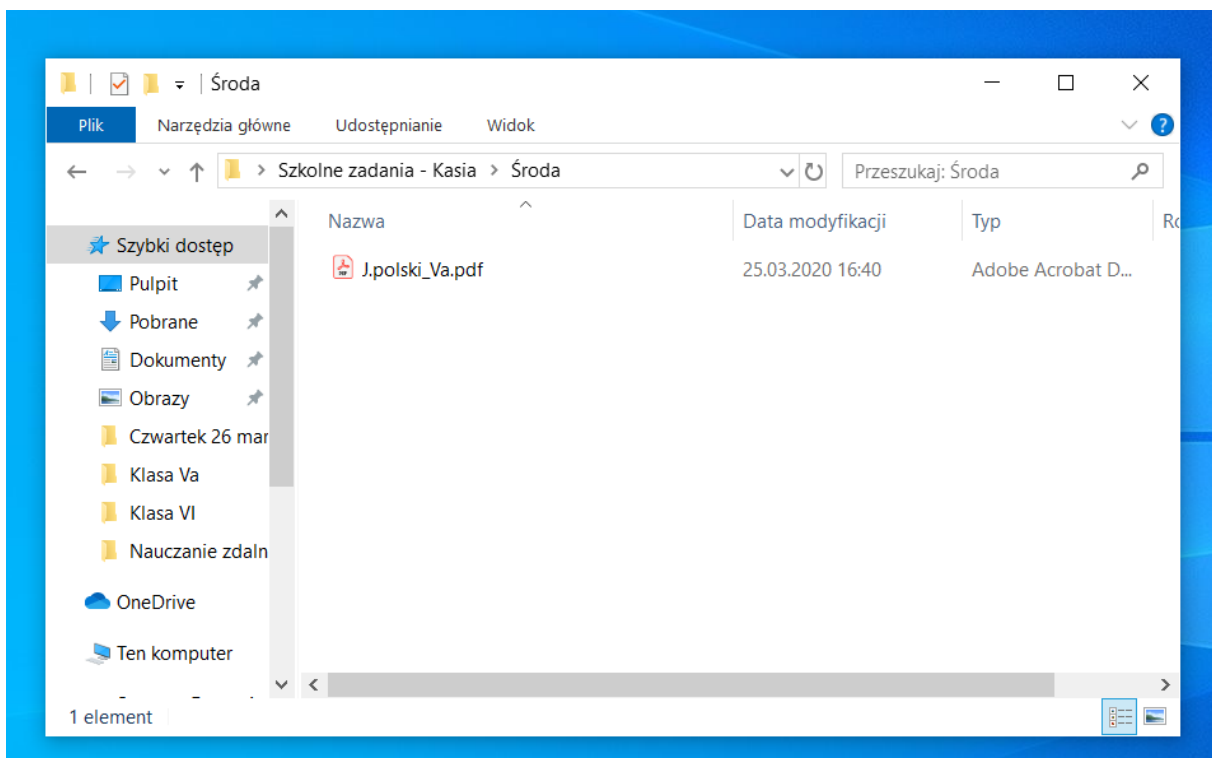 Środa
Plik Narzędzia główne Udostępnianie Widok
Szkolne zadania - Kasia > Środa
Przeszukaj: Środa
Nazwa Data modyfikacji Typ
J.polski_Va.pdf 25.03.2020 16:40 Adobe Acrobat D...
Szybki dostęp
Pulpit
Pobrane
Dokumenty
Obrazy
Czwartek 26 mar
Klasa Va
Klasa VI
Nauczanie zdaln
OneDrive
Ten komputer
1 element